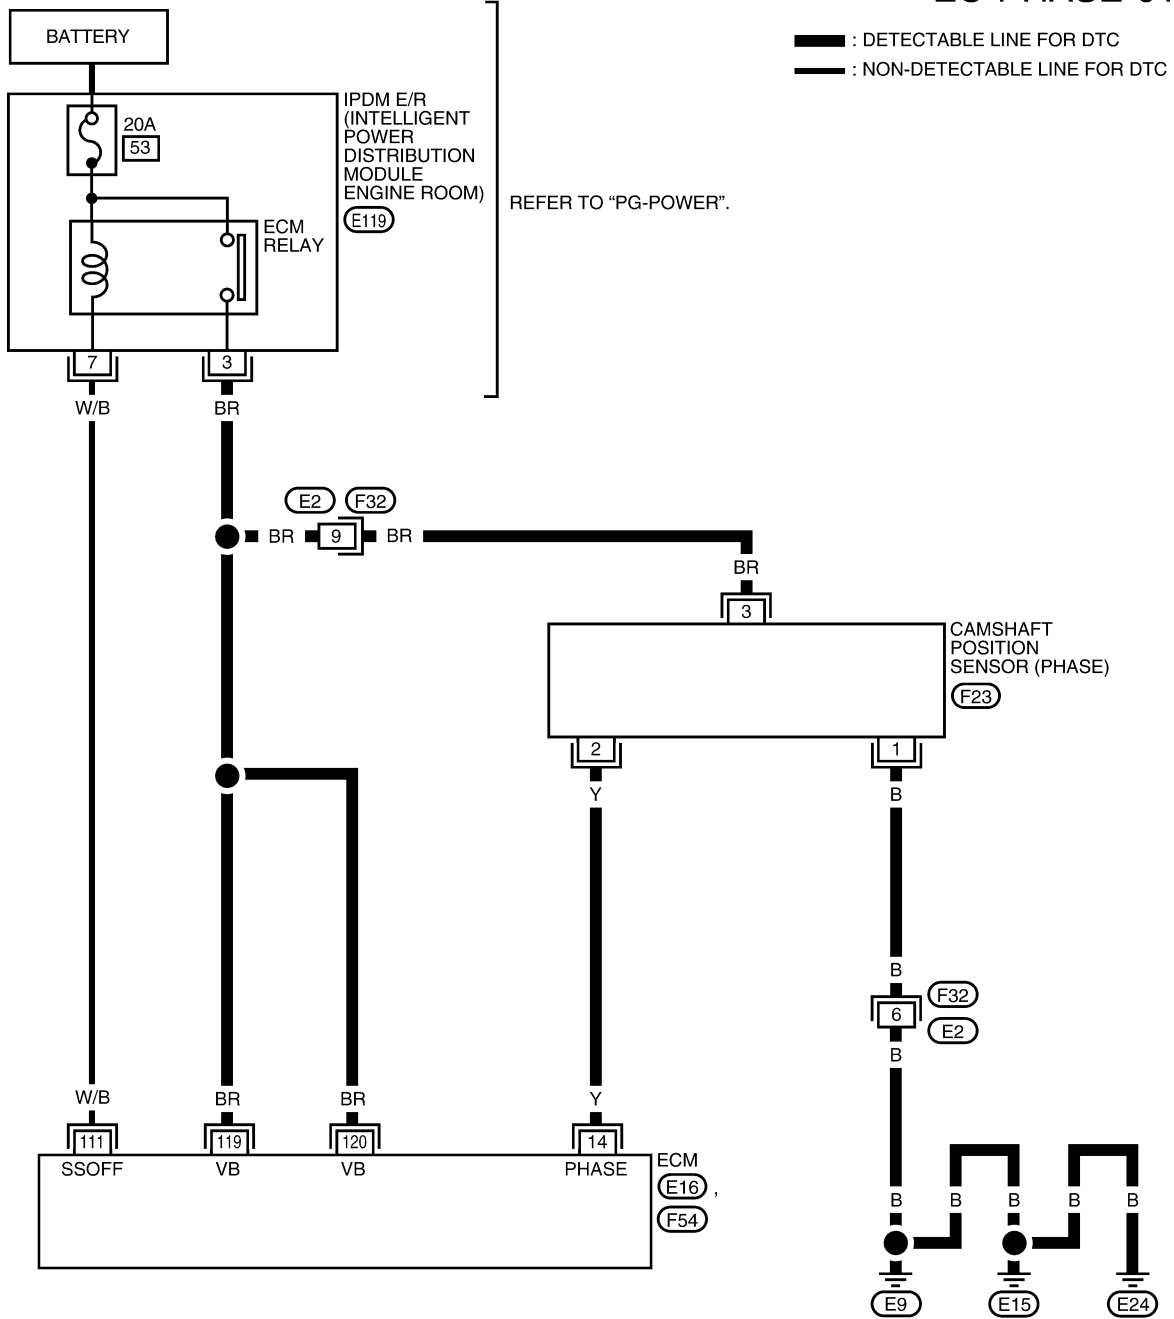 BATTERY
: DETECTABLE LINE FOR DTC
: NON-DETECTABLE LINE FOR DTC
20A
53
IPDM E/R
(INTELLIGENT
POWER
DISTRIBUTION
MODULE
ENGINE ROOM)
E119
REFER TO “PG-POWER”.
ECM
RELAY
7
3
W/B
BR
E2
F32
BR
9
BR
BR
3
CAMSHAFT
POSITION
SENSOR (PHASE)
F23
2
1
Y
B
B
F32
6
E2
B
W/B
BR
BR
Y
111
119
120
14
SSOFF
VB
VB
PHASE
ECM
E16 ,
F54
B
B
B
B
B
E9
E15
E24